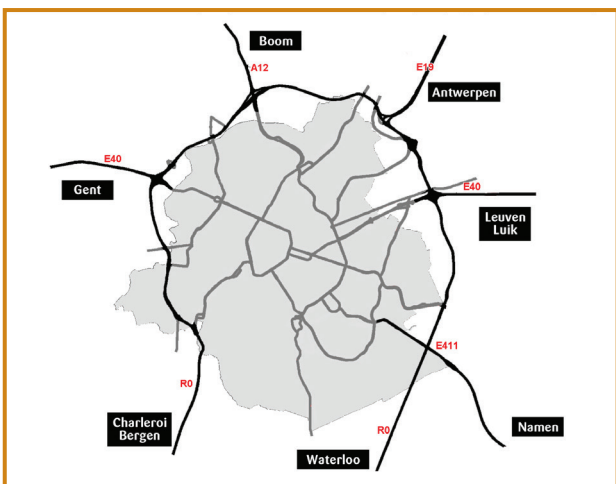 Boom
A12
E19
Antwerpen
E40
Gent
E40
Leuven
Luik
E411
R0
Charleroi
Bergen
R0
Namen
Waterloo